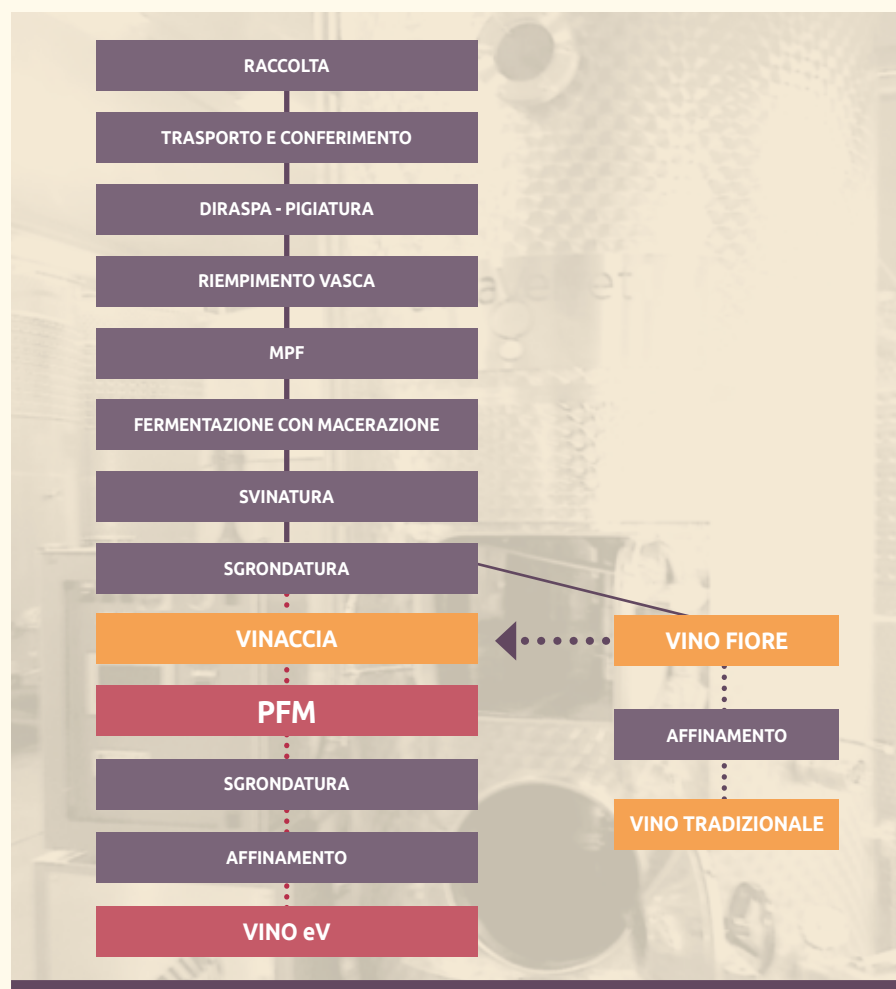 RACCOLTA
TRASPORTO E CONFERIMENTO
DIRASPA - PIGIATURA
RIEMPIMENTO VASCA
MPF
FERMENTAZIONE CON MACERAZIONE
SVINATURA
SGRONDATURA
VINACCIA
VINO FIORE
PFM
AFFINAMENTO
SGRONDATURA
VINO TRADIZIONALE
AFFINAMENTO
VINO eV